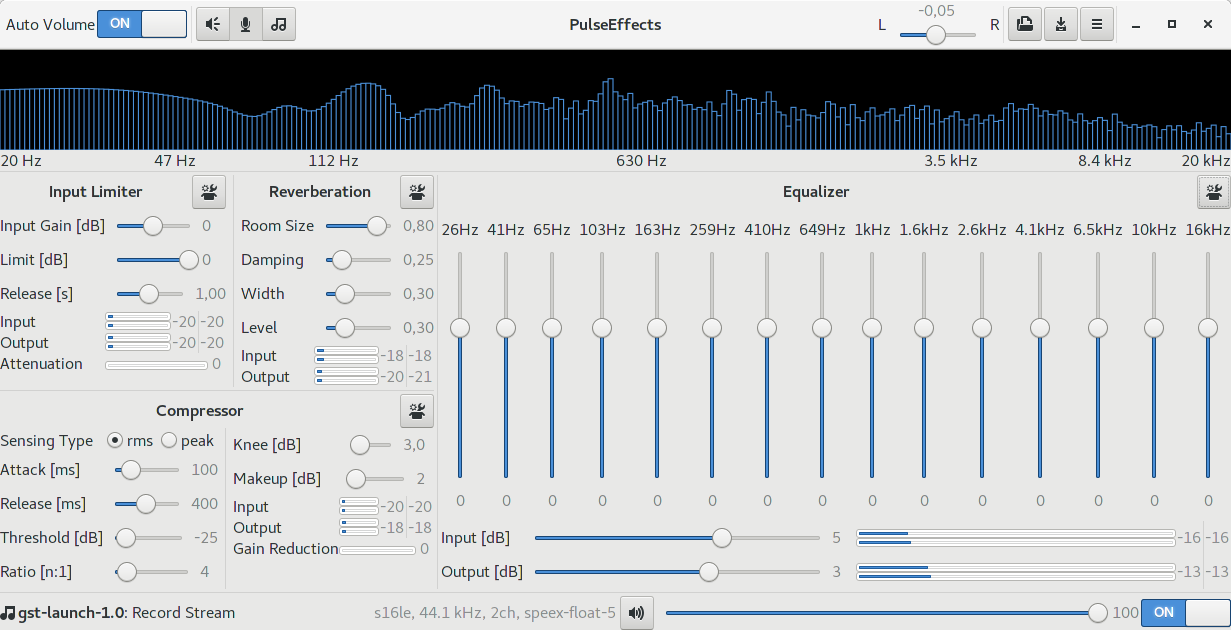 Auto Volume ON PulseEffects L -0,05 R
20 Hz 47 Hz 112 Hz 630 Hz 3.5 kHz 8.4 kHz 20 kHz
Input Limiter
Input Gain [dB] 0
Limit [dB] 0
Release [s] 1,00
Input -20 -20
Output -20 -20
Attenuation 0
Reverberation
Room Size 0,80
Damping 0,25
Width 0,30
Level 0,30
Input -18 -18
Output -20 -21
Compressor
Sensing Type rms peak
Attack [ms] 100
Release [ms] 400
Threshold [dB] -25
Ratio [n:1] 4
Knee [dB] 3,0
Makeup [dB] 2
Input -20 -20
Output -18 -18
Gain Reduction 0
Equalizer
26Hz 41Hz 65Hz 103Hz 163Hz 259Hz 410Hz 649Hz 1kHz 1.6kHz 2.6kHz 4.1kHz 6.5kHz 10kHz 16kHz
0 0 0 0 0 0 0 0 0 0 0 0 0 0 0
Input [dB] 5 -16 -16
Output [dB] 3 -13 -13
gst-launch-1.0: Record Stream s16le, 44.1 kHz, 2ch, speex-float-5 100 ON